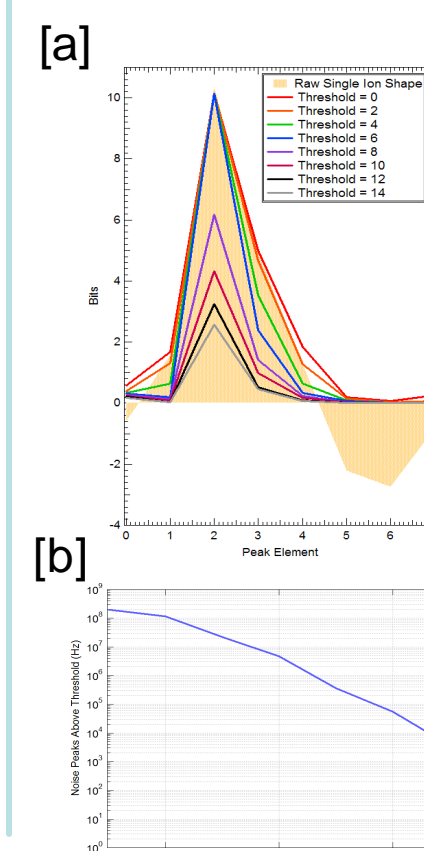 [a]
Raw Single Ion Shape
Threshold = 0
Threshold = 2
Threshold = 4
Threshold = 6
Threshold = 8
Threshold = 10
Threshold = 12
Threshold = 14
10
8
6
4
2
0
-2
-4
Bits
0 1 2 3 4 5 6
Peak Element
[b]
10^9
10^8
10^7
10^6
10^5
10^4
10^3
10^2
10^1
10^0
Noise Peaks Above Threshold (Hz)